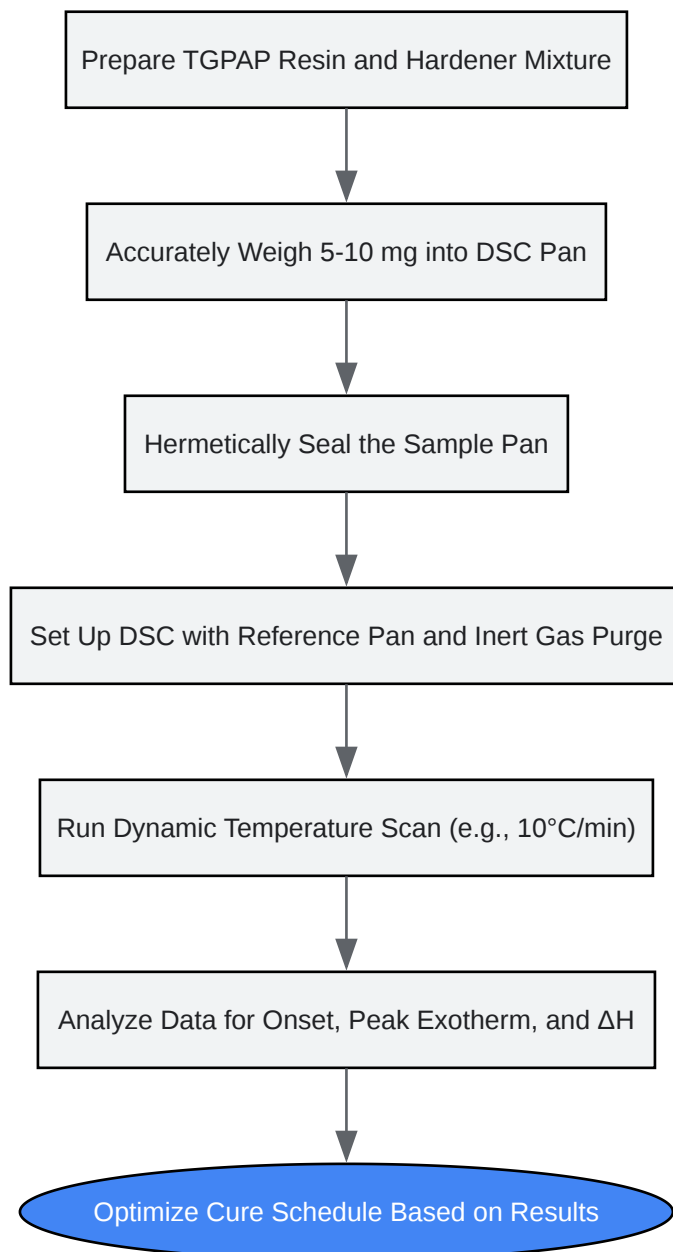 Prepare TGPAP Resin and Hardener Mixture
Accurately Weigh 5-10 mg into DSC Pan
Hermetically Seal the Sample Pan
Set Up DSC with Reference Pan and Inert Gas Purge
Run Dynamic Temperature Scan (e.g., 10°C/min)
Analyze Data for Onset, Peak Exotherm, and ΔH
Optimize Cure Schedule Based on Results